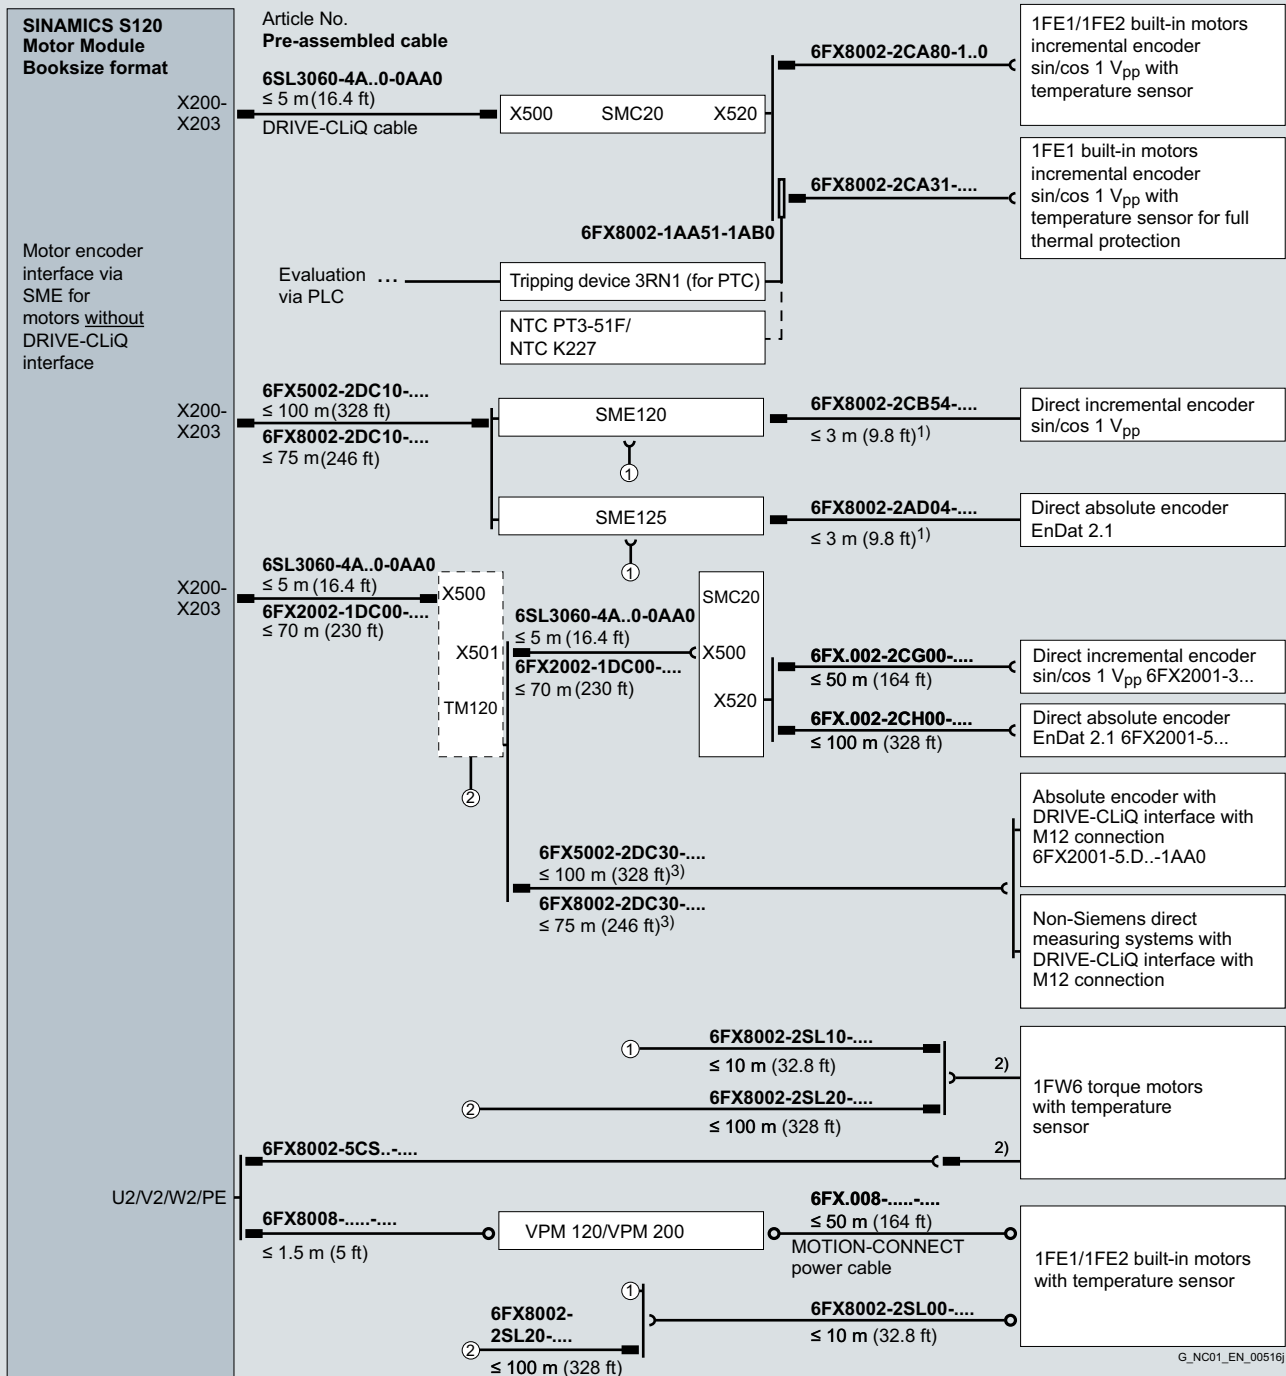 SINAMICS S120
Motor Module
Booksize format
Article No.
Pre-assembled cable
6SL3060-4A..0-0AA0
≤ 5 m (16.4 ft)
DRIVE-CLiQ cable
X200-
X203
X500 SMC20 X520
6FX8002-2CA80-1..0
1FE1/1FE2 built-in motors
incremental encoder
sin/cos 1 Vpp with
temperature sensor
6FX8002-2CA31-....
1FE1 built-in motors
incremental encoder
sin/cos 1 Vpp with
temperature sensor for full
thermal protection
6FX8002-1AA51-1AB0
Motor encoder
interface via
SME for
motors without
DRIVE-CLiQ
interface
Evaluation ...
via PLC
Tripping device 3RN1 (for PTC)
NTC PT3-51F/
NTC K227
X200-
X203
6FX5002-2DC10-....
≤ 100 m (328 ft)
6FX8002-2DC10-....
≤ 75 m (246 ft)
SME120
1
6FX8002-2CB54-....
≤ 3 m (9.8 ft)1)
Direct incremental encoder
sin/cos 1 Vpp
SME125
1
6FX8002-2AD04-....
≤ 3 m (9.8 ft)1)
Direct absolute encoder
EnDat 2.1
X200-
X203
6SL3060-4A..0-0AA0
≤ 5 m (16.4 ft)
6FX2002-1DC00-....
≤ 70 m (230 ft)
X500
X501
TM120
2
6SL3060-4A..0-0AA0
≤ 5 m (16.4 ft)
6FX2002-1DC00-....
≤ 70 m (230 ft)
SMC20
X500
X520
6FX.002-2CG00-....
≤ 50 m (164 ft)
Direct incremental encoder
sin/cos 1 Vpp 6FX2001-3...
6FX.002-2CH00-....
≤ 100 m (328 ft)
Direct absolute encoder
EnDat 2.1 6FX2001-5...
6FX5002-2DC30-....
≤ 100 m (328 ft)3)
6FX8002-2DC30-....
≤ 75 m (246 ft)3)
Absolute encoder with
DRIVE-CLiQ interface with
M12 connection
6FX2001-5.D..-1AA0
Non-Siemens direct
measuring systems with
DRIVE-CLiQ interface with
M12 connection
1
6FX8002-2SL10-....
≤ 10 m (32.8 ft)
2
6FX8002-2SL20-....
≤ 100 m (328 ft)
2)
1FW6 torque motors
with temperature
sensor
6FX8002-5CS..-....
2)
U2/V2/W2/PE
6FX8008-.....-....
≤ 1.5 m (5 ft)
VPM 120/VPM 200
6FX.008-.....-....
≤ 50 m (164 ft)
MOTION-CONNECT
power cable
1FE1/1FE2 built-in motors
with temperature sensor
1
6FX8002-
2SL20-....
2
≤ 100 m (328 ft)
6FX8002-2SL00-....
≤ 10 m (32.8 ft)
G_NC01_EN_00516j